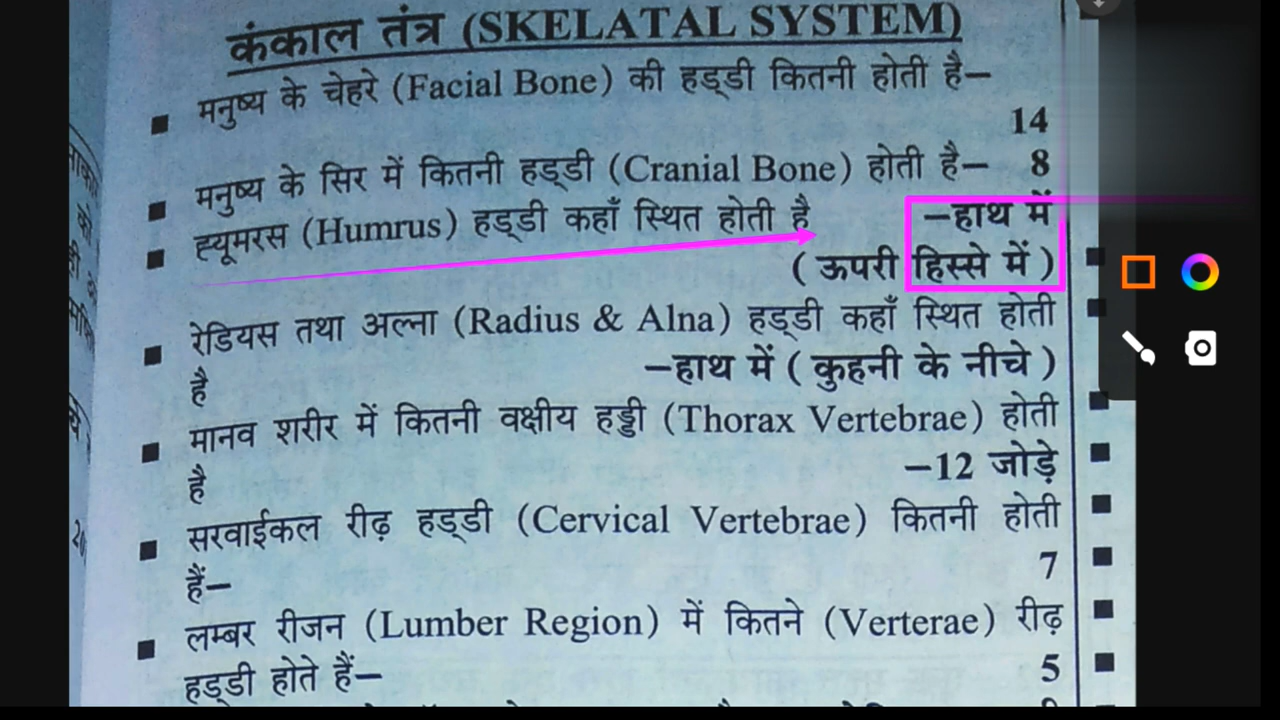 कंकाल तंत्र (SKELATAL SYSTEM)
■ मनुष्य के चेहरे (Facial Bone) की हड्डी कितनी होती है–
14
■ मनुष्य के सिर में कितनी हड्डी (Cranial Bone) होती है– 8
■ ह्यूमरस (Humrus) हड्डी कहाँ स्थित होती है –हाथ में
( ऊपरी हिस्से में )
■ रेडियस तथा अल्ना (Radius & Alna) हड्डी कहाँ स्थित होती
है –हाथ में ( कुहनी के नीचे )
■ मानव शरीर में कितनी वक्षीय हड्डी (Thorax Vertebrae) होती
है –12 जोड़े
■ सरवाईकल रीढ़ हड्डी (Cervical Vertebrae) कितनी होती
हैं– 7
■ लम्बर रीजन (Lumber Region) में कितने (Verterae) रीढ़
हड्डी होते हैं– 5